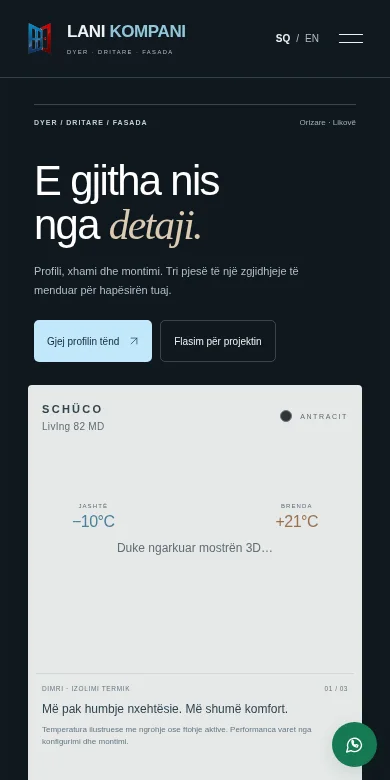 LANI KOMPANI
DYER · DRITARE · FASADA
SQ / EN
DYER / DRITARE / FASADA
Orizare · Likovë
E gjitha nis
nga detaji.
Profili, xhami dhe montimi. Tri pjesë të një zgjidhjeje të
menduar për hapësirën tuaj.
Gjej profilin tënd
Flasim për projektin
SCHÜCO
LivIng 82 MD
ANTRACIT
JASHTË
−10°C
BRENDA
+21°C
Duke ngarkuar mostrën 3D…
DIMRI · IZOLIMI TERMIK
01 / 03
Më pak humbje nxehtësie. Më shumë komfort.
Temperatura ilustruese me ngrohje ose ftohje aktive. Performanca varet nga
konfigurimi dhe montimi.